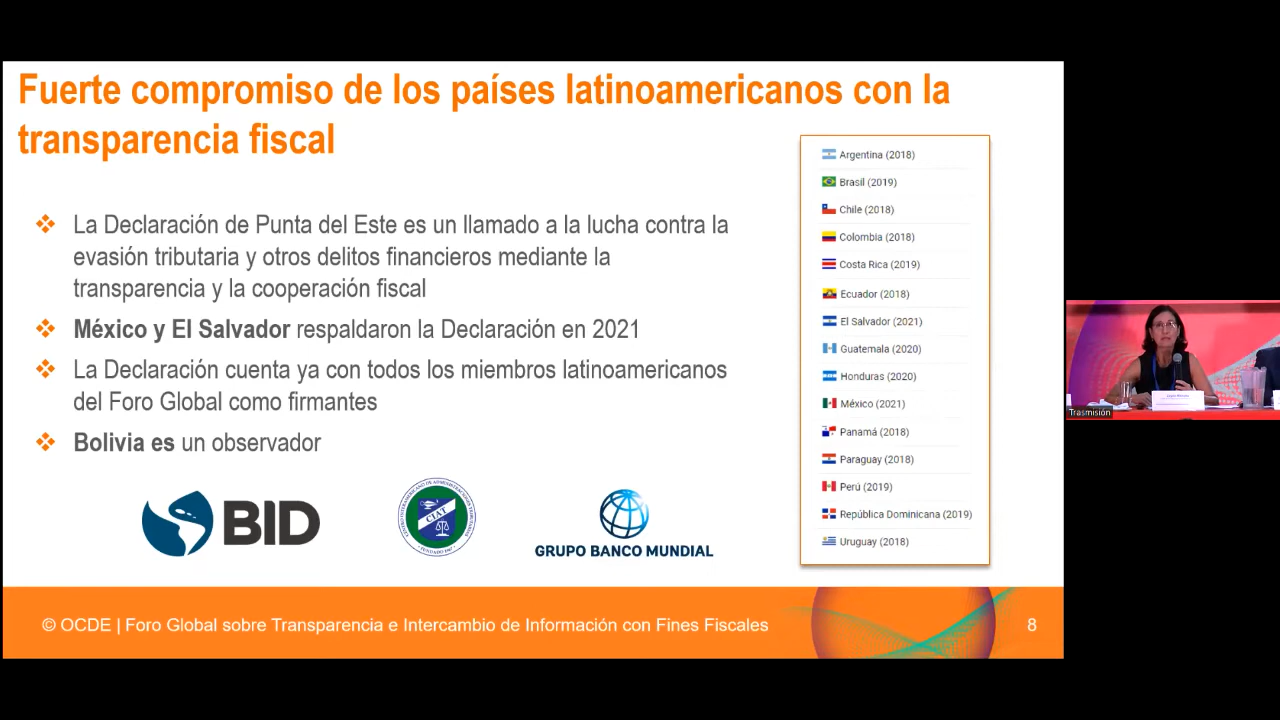 Fuerte compromiso de los países latinoamericanos con la
transparencia fiscal
La Declaración de Punta del Este es un llamado a la lucha contra la
evasión tributaria y otros delitos financieros mediante la
transparencia y la cooperación fiscal
México y El Salvador respaldaron la Declaración en 2021
La Declaración cuenta ya con todos los miembros latinoamericanos
del Foro Global como firmantes
Bolivia es un observador
BID
CIAT
GRUPO BANCO MUNDIAL
Argentina (2018)
Brasil (2019)
Chile (2018)
Colombia (2018)
Costa Rica (2019)
Ecuador (2018)
El Salvador (2021)
Guatemala (2020)
Honduras (2020)
México (2021)
Panamá (2018)
Paraguay (2018)
Perú (2019)
República Dominicana (2019)
Uruguay (2018)
© OCDE | Foro Global sobre Transparencia e Intercambio de Información con Fines Fiscales
8
Trasmisión